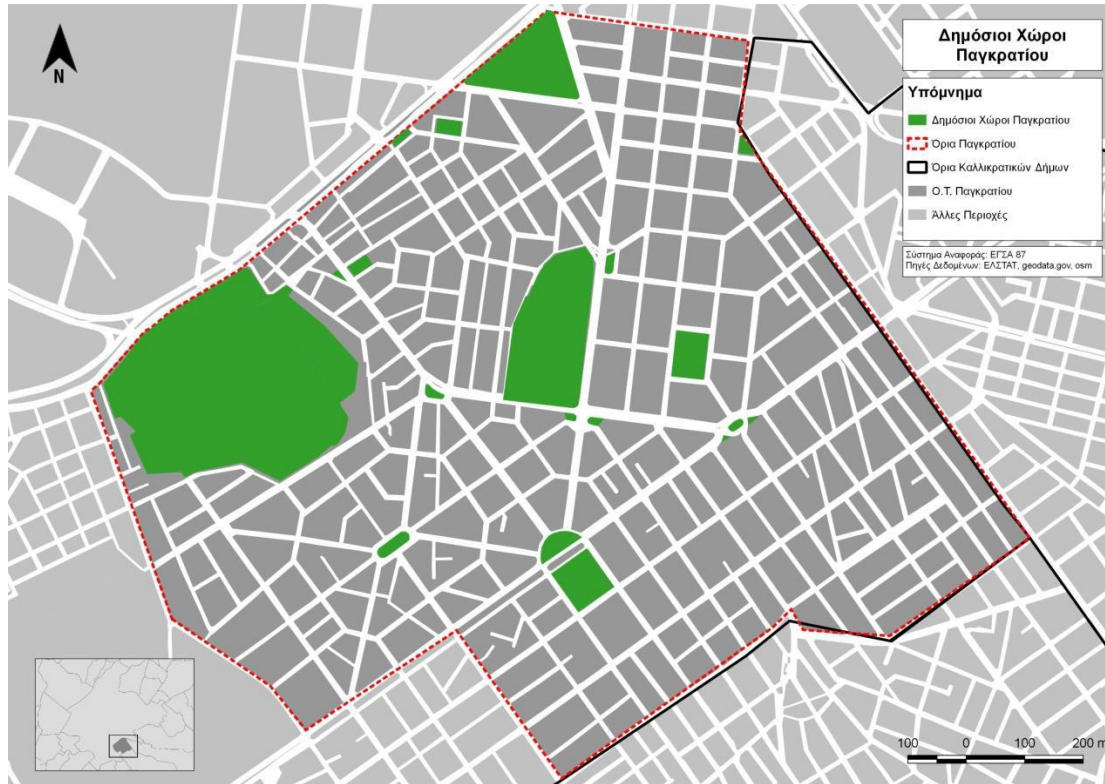 N
Δημόσιοι Χώροι
Παγκρατίου
Υπόμνημα
Δημόσιοι Χώροι Παγκρατίου
Όρια Παγκρατίου
Όρια Καλλικρατικών Δήμων
Ο.Τ. Παγκρατίου
Άλλες Περιοχές
Σύστημα Αναφοράς: ΕΓΣΑ 87
Πηγές Δεδομένων: ΕΛΣΤΑΤ, geodata.gov, osm
100 0 100 200 m